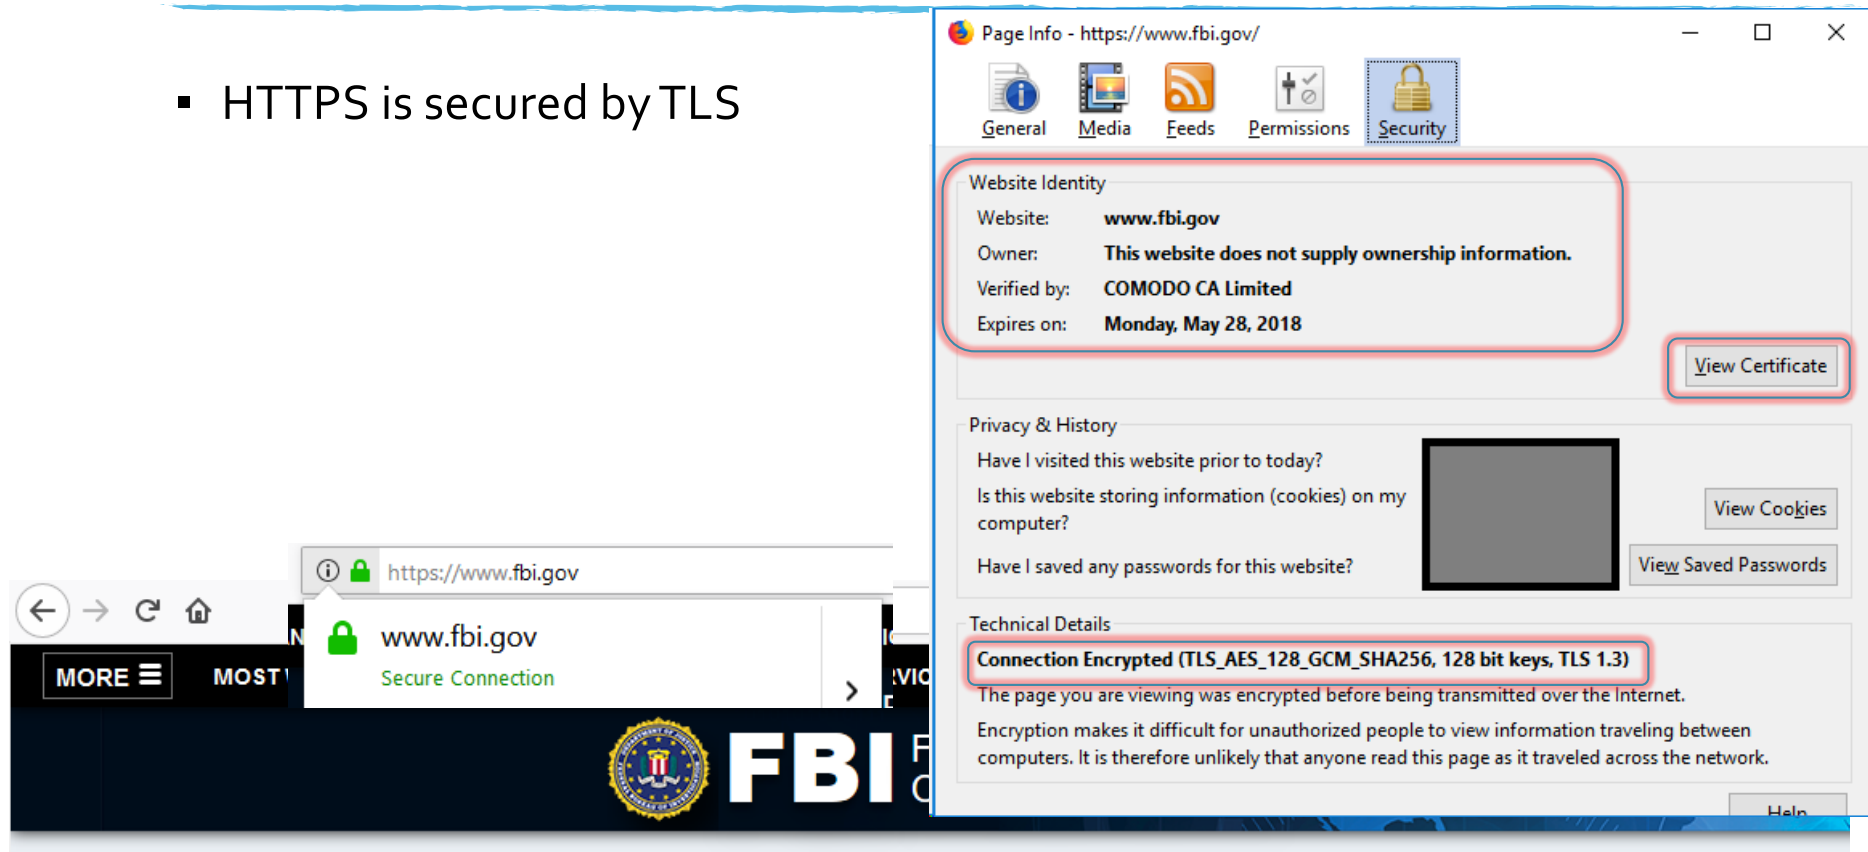 ▪ HTTPS is secured by TLS
Page Info - https://www.fbi.gov/
General Media Feeds Permissions Security
Website Identity
Website: www.fbi.gov
Owner: This website does not supply ownership information.
Verified by: COMODO CA Limited
Expires on: Monday, May 28, 2018
View Certificate
Privacy & History
Have I visited this website prior to today?
Is this website storing information (cookies) on my
computer?
View Cookies
Have I saved any passwords for this website?
View Saved Passwords
Technical Details
Connection Encrypted (TLS_AES_128_GCM_SHA256, 128 bit keys, TLS 1.3)
The page you are viewing was encrypted before being transmitted over the Internet.
Encryption makes it difficult for unauthorized people to view information traveling between
computers. It is therefore unlikely that anyone read this page as it traveled across the network.
Help
https://www.fbi.gov
www.fbi.gov
Secure Connection
MORE MOST
FBI